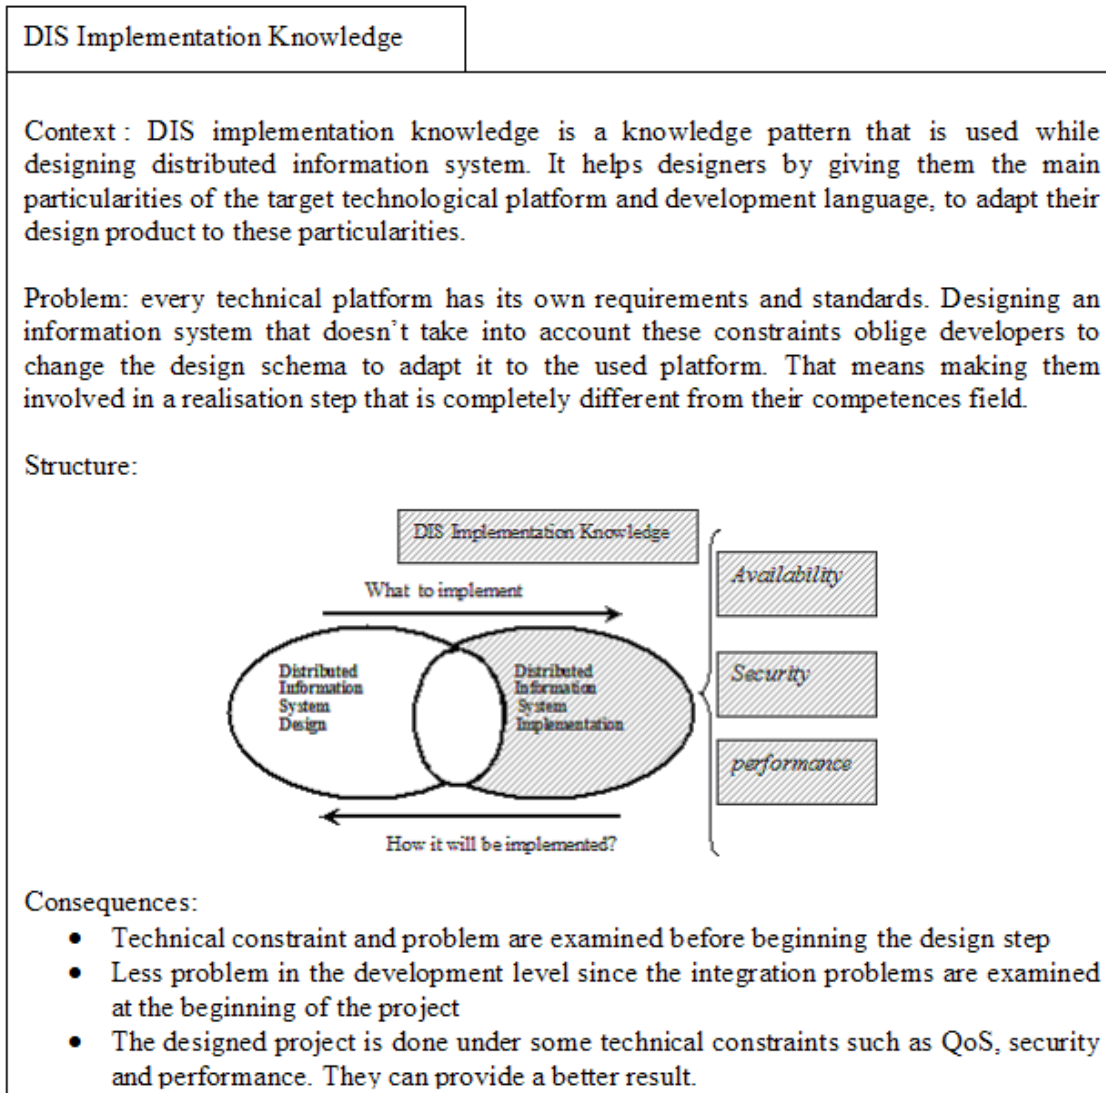 DIS Implementation Knowledge
Context : DIS implementation knowledge is a knowledge pattern that is used while
designing distributed information system. It helps designers by giving them the main
particularities of the target technological platform and development language, to adapt their
design product to these particularities.
Problem: every technical platform has its own requirements and standards. Designing an
information system that doesn’t take into account these constraints oblige developers to
change the design schema to adapt it to the used platform. That means making them
involved in a realisation step that is completely different from their competences field.
Structure:
DIS Implementation Knowledge
Availability
What to implement
Distributed
Information
System
Design
Distributed
Information
System
Implementation
Security
performance
How it will be implemented?
Consequences:
• Technical constraint and problem are examined before beginning the design step
• Less problem in the development level since the integration problems are examined
at the beginning of the project
• The designed project is done under some technical constraints such as QoS, security
and performance. They can provide a better result.